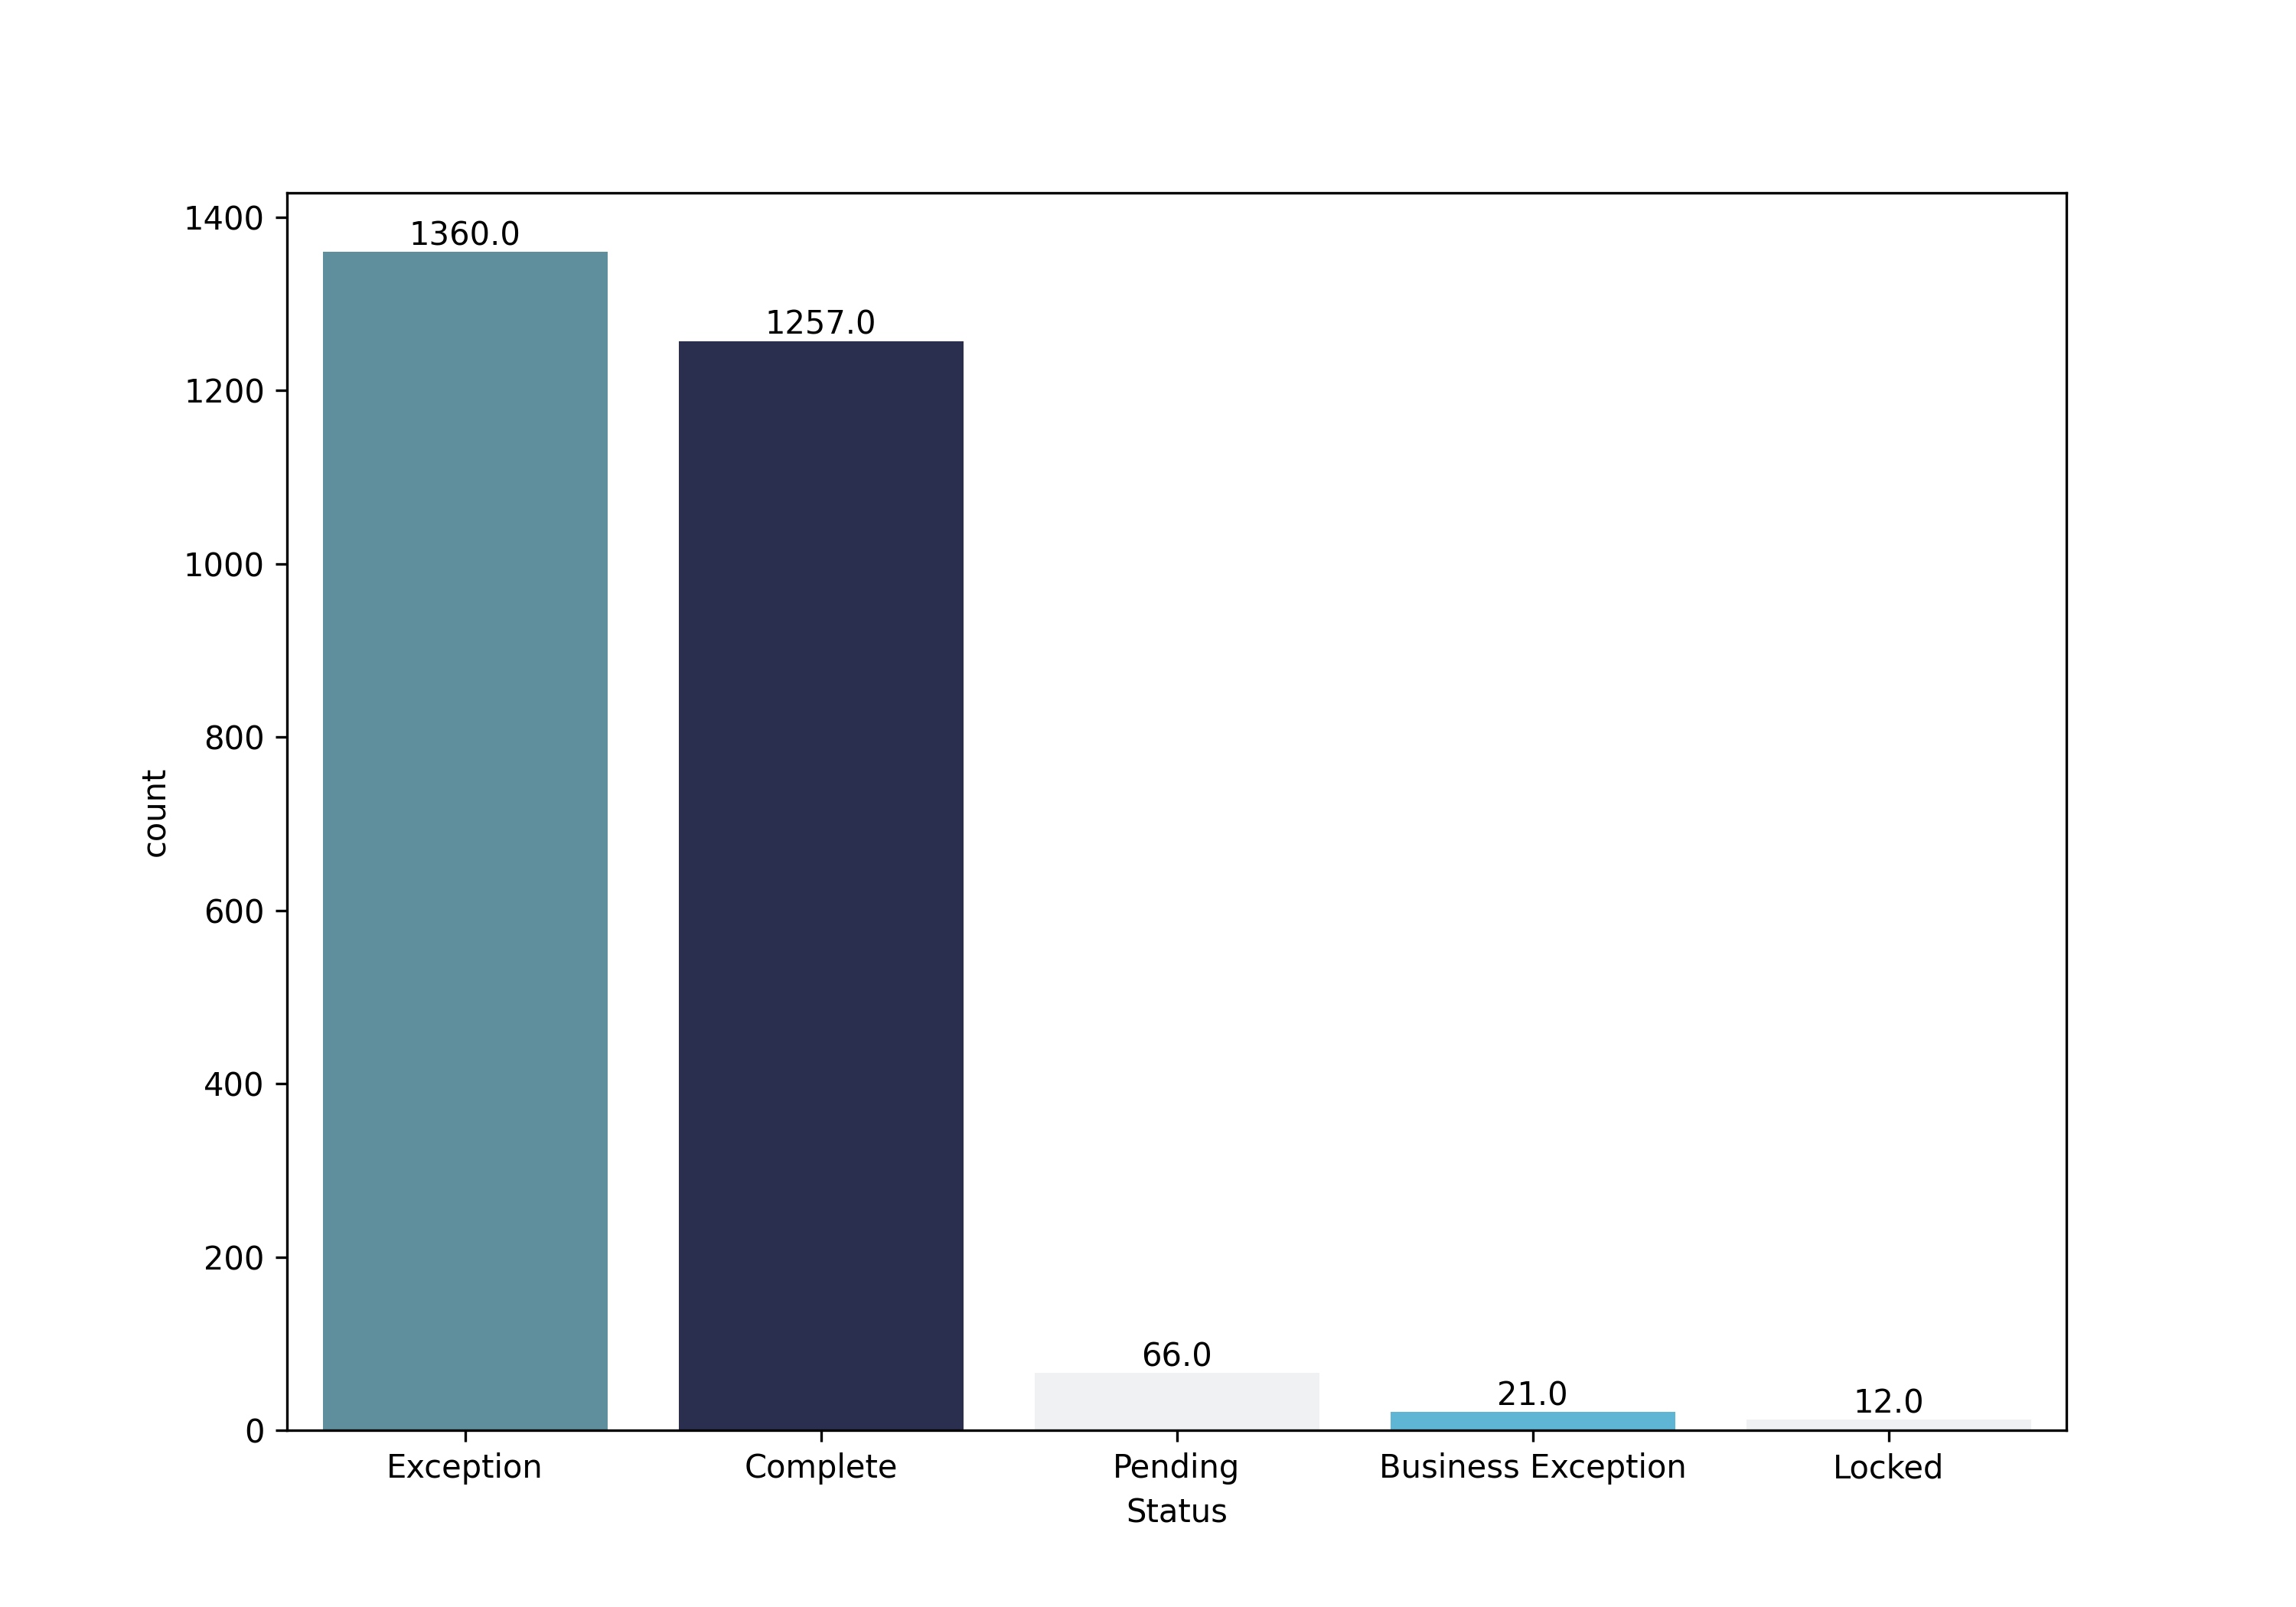 1400
1200
1000
800
600
400
200
0
count
1360.0
1257.0
66.0
21.0
12.0
Exception
Complete
Pending
Business Exception
Locked
Status